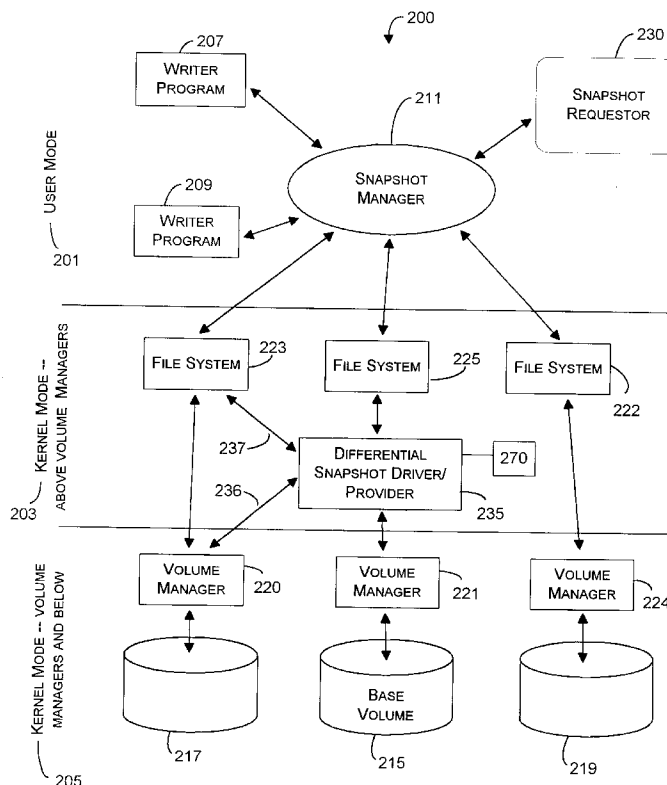 200
207
230
WRITER
PROGRAM
211
SNAPSHOT
REQUESTOR
SNAPSHOT
MANAGER
209
WRITER
PROGRAM
USER MODE
201
FILE SYSTEM
223
FILE SYSTEM
225
FILE SYSTEM
222
237
DIFFERENTIAL
SNAPSHOT DRIVER/
PROVIDER
270
235
236
KERNEL MODE --
ABOVE VOLUME MANAGERS
203
VOLUME
MANAGER
220
VOLUME
MANAGER
221
VOLUME
MANAGER
224
BASE
VOLUME
217
215
219
KERNEL MODE -- VOLUME
MANAGERS AND BELOW
205